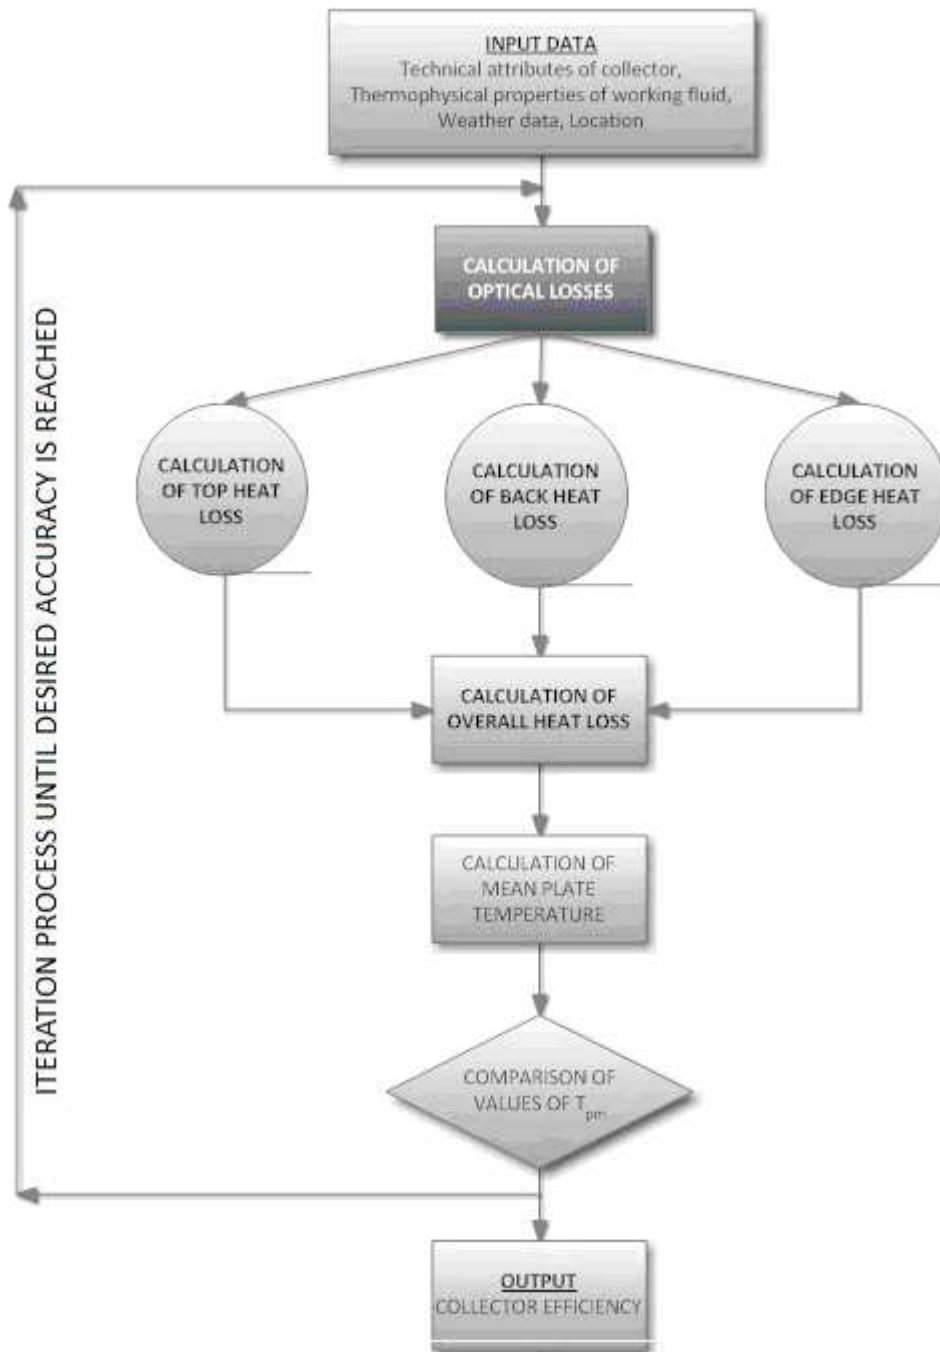 INPUT DATA
Technical attributes of collector,
Thermophysical properties of working fluid,
Weather data, Location
CALCULATION OF
OPTICAL LOSSES
CALCULATION
OF TOP HEAT
LOSS
CALCULATION
OF BACK HEAT
LOSS
CALCULATION
OF EDGE HEAT
LOSS
CALCULATION OF
OVERALL HEAT LOSS
CALCULATION OF
MEAN PLATE
TEMPERATURE
COMPARISON OF
VALUES OF T_pm
OUTPUT
COLLECTOR EFFICIENCY
ITERATION PROCESS UNTIL DESIRED ACCURACY IS REACHED